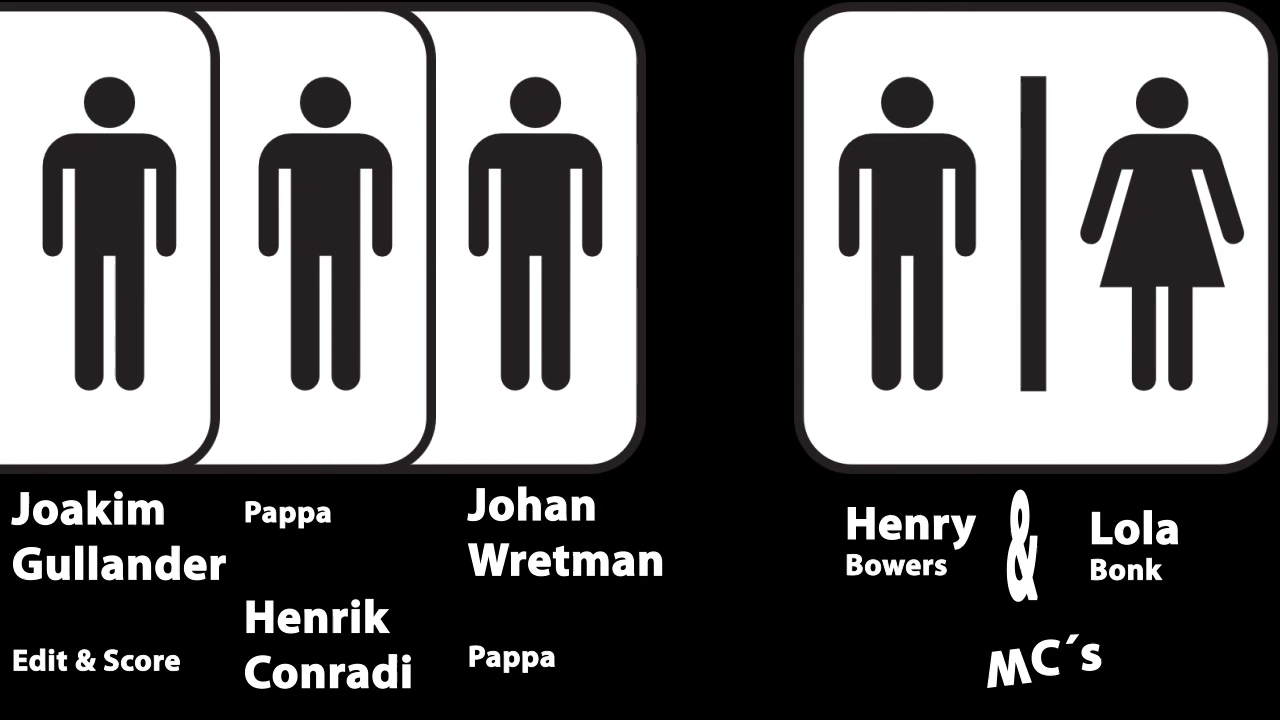 Joakim
Gullander
Edit & Score
Pappa
Henrik
Conradi
Johan
Wretman
Pappa
Henry
Bowers
&
Lola
Bonk
MC´s